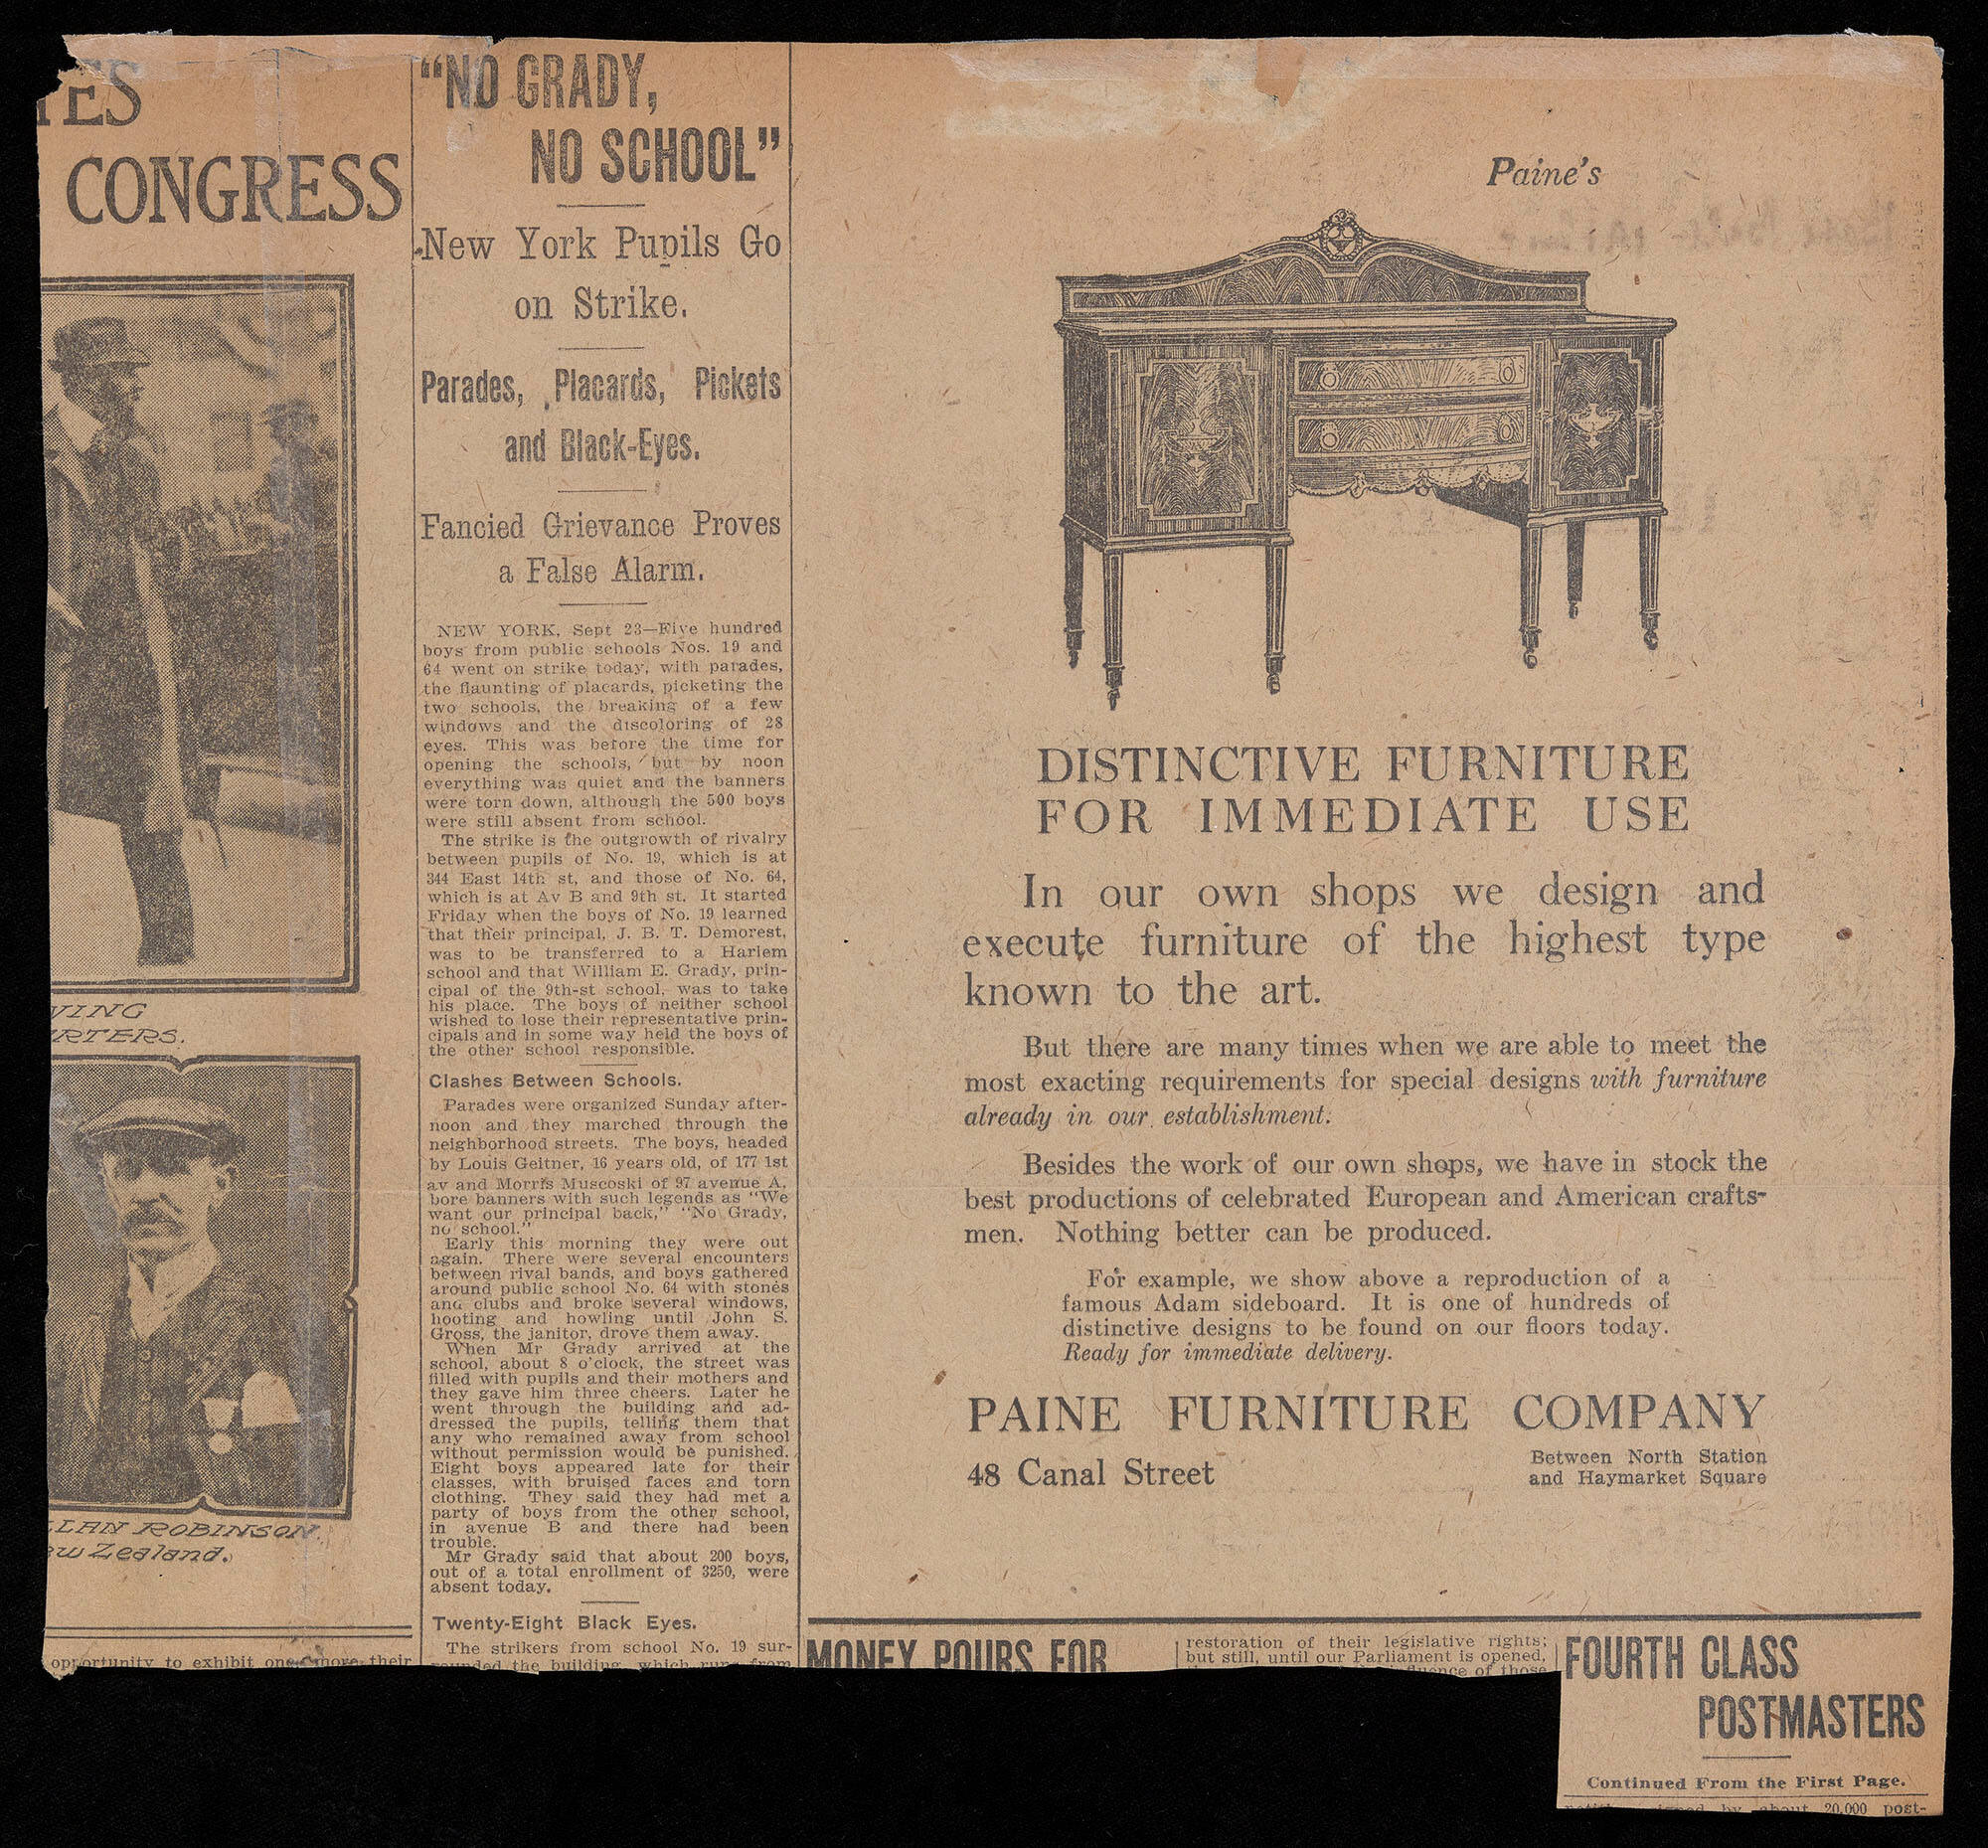 ES
CONGRESS
VING
RTERS.
LLAN ROBINSON,
ew Zealand.
opportunity to exhibit once more their
"NO GRADY,
NO SCHOOL"
New York Pupils Go
on Strike.
Parades, Placards, Pickets
and Black-Eyes.
Fancied Grievance Proves
a False Alarm.
NEW YORK, Sept 23—Five hundred
boys from public schools Nos. 19 and
64 went on strike today, with parades,
the flaunting of placards, picketing the
two schools, the breaking of a few
windows and the discoloring of 28
eyes. This was before the time for
opening the schools, but by noon
everything was quiet and the banners
were torn down, although the 500 boys
were still absent from school.
The strike is the outgrowth of rivalry
between pupils of No. 19, which is at
344 East 14th st, and those of No. 64,
which is at Av B and 9th st. It started
Friday when the boys of No. 19 learned
that their principal, J. B. T. Demorest,
was to be transferred to a Harlem
school and that William E. Grady, prin-
cipal of the 9th-st school, was to take
his place. The boys of neither school
wished to lose their representative prin-
cipals and in some way held the boys of
the other school responsible.
Clashes Between Schools.
Parades were organized Sunday after-
noon and they marched through the
neighborhood streets. The boys, headed
by Louis Geitner, 16 years old, of 177 1st
av and Morris Muscoski of 97 avenue A,
bore banners with such legends as "We
want our principal back," "No Grady,
no school."
Early this morning they were out
again. There were several encounters
between rival bands, and boys gathered
around public school No. 64 with stones
and clubs and broke several windows,
hooting and howling until John S.
Gross, the janitor, drove them away.
When Mr Grady arrived at the
school, about 8 o'clock, the street was
filled with pupils and their mothers and
they gave him three cheers. Later he
went through the building and ad-
dressed the pupils, telling them that
any who remained away from school
without permission would be punished.
Eight boys appeared late for their
classes, with bruised faces and torn
clothing. They said they had met a
party of boys from the other school,
in avenue B and there had been
trouble.
Mr Grady said that about 200 boys,
out of a total enrollment of 3250, were
absent today.
Twenty-Eight Black Eyes.
The strikers from school No. 19 sur-
rounded the building, which runs from
Paine's
DISTINCTIVE FURNITURE
FOR IMMEDIATE USE
In our own shops we design and
execute furniture of the highest type
known to the art.
But there are many times when we are able to meet the
most exacting requirements for special designs with furniture
already in our establishment.
Besides the work of our own shops, we have in stock the
best productions of celebrated European and American crafts-
men. Nothing better can be produced.
For example, we show above a reproduction of a
famous Adam sideboard. It is one of hundreds of
distinctive designs to be found on our floors today.
Ready for immediate delivery.
PAINE FURNITURE COMPANY
48 Canal Street
Between North Station
and Haymarket Square
MONEY POURS FOR
restoration of their legislative rights;
but still, until our Parliament is opened,
of those
FOURTH CLASS
POSTMASTERS
Continued From the First Page.
signed by about 20,000 post-